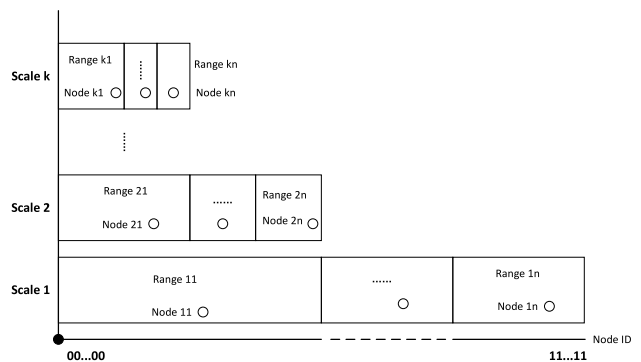 Range k1
Range kn
Scale k
Node k1
Node kn
Range 21
Range 2n
......
Scale 2
Node 21
Node 2n
Range 11
Range 1n
......
Scale 1
Node 11
Node 1n
Node ID
00...00
11...11